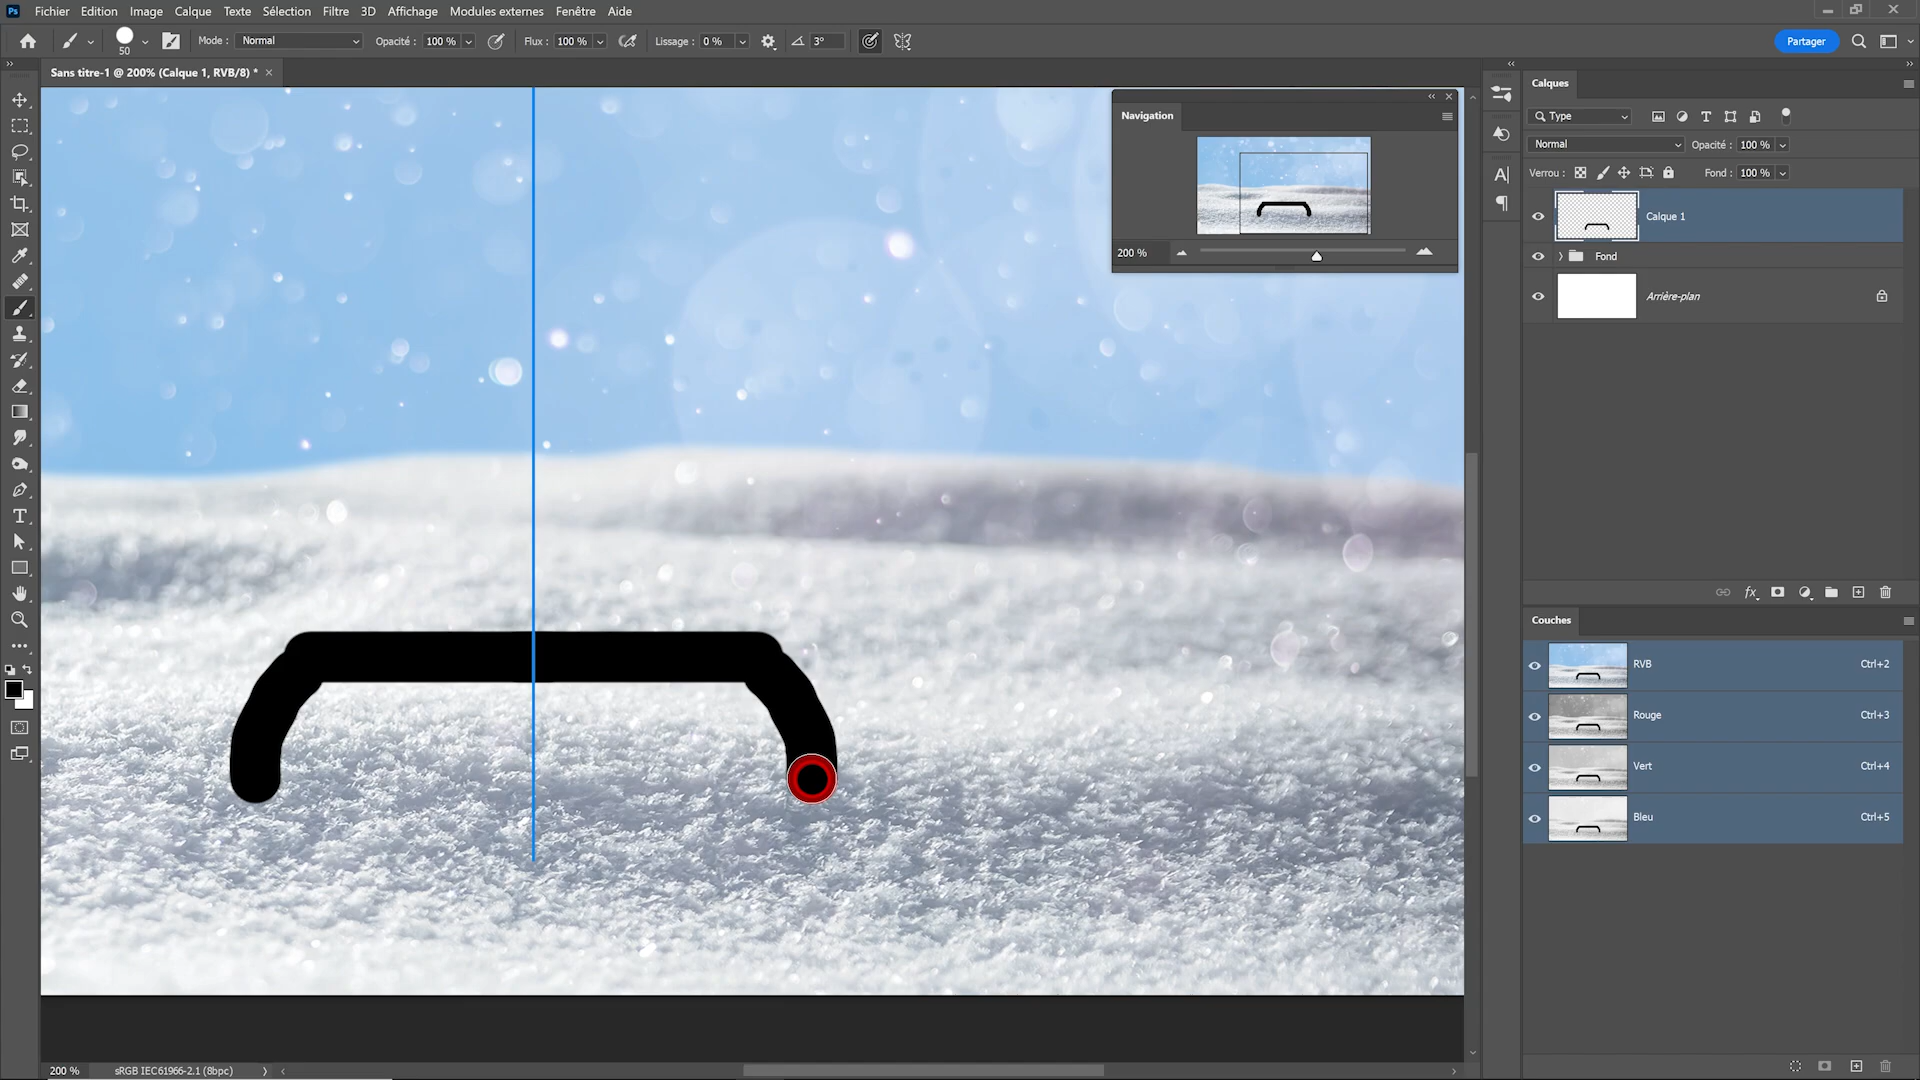 Ps Fichier Edition Image Calque Texte Sélection Filtre 3D Affichage Modules externes Fenêtre Aide
50 Mode : Normal Opacité : 100 % Flux : 100 % Lissage : 0 % 3° Partager
Sans titre-1 @ 200% (Calque 1, RVB/8) * ×
Navigation
200 %
Calques
Type
Normal Opacité : 100 %
Verrou : Fond : 100 %
Calque 1
Fond
Arrière-plan
fx
Couches
RVB Ctrl+2
Rouge Ctrl+3
Vert Ctrl+4
Bleu Ctrl+5
200 % sRGB IEC61966-2.1 (8bpc)